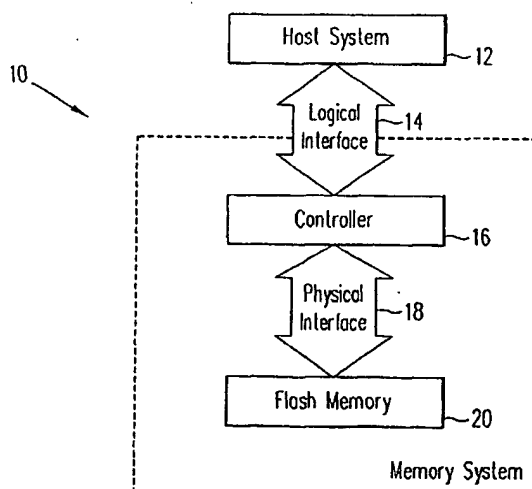 10
Host System
12
Logical
Interface
14
Controller
16
Physical
Interface
18
Flash Memory
20
Memory System